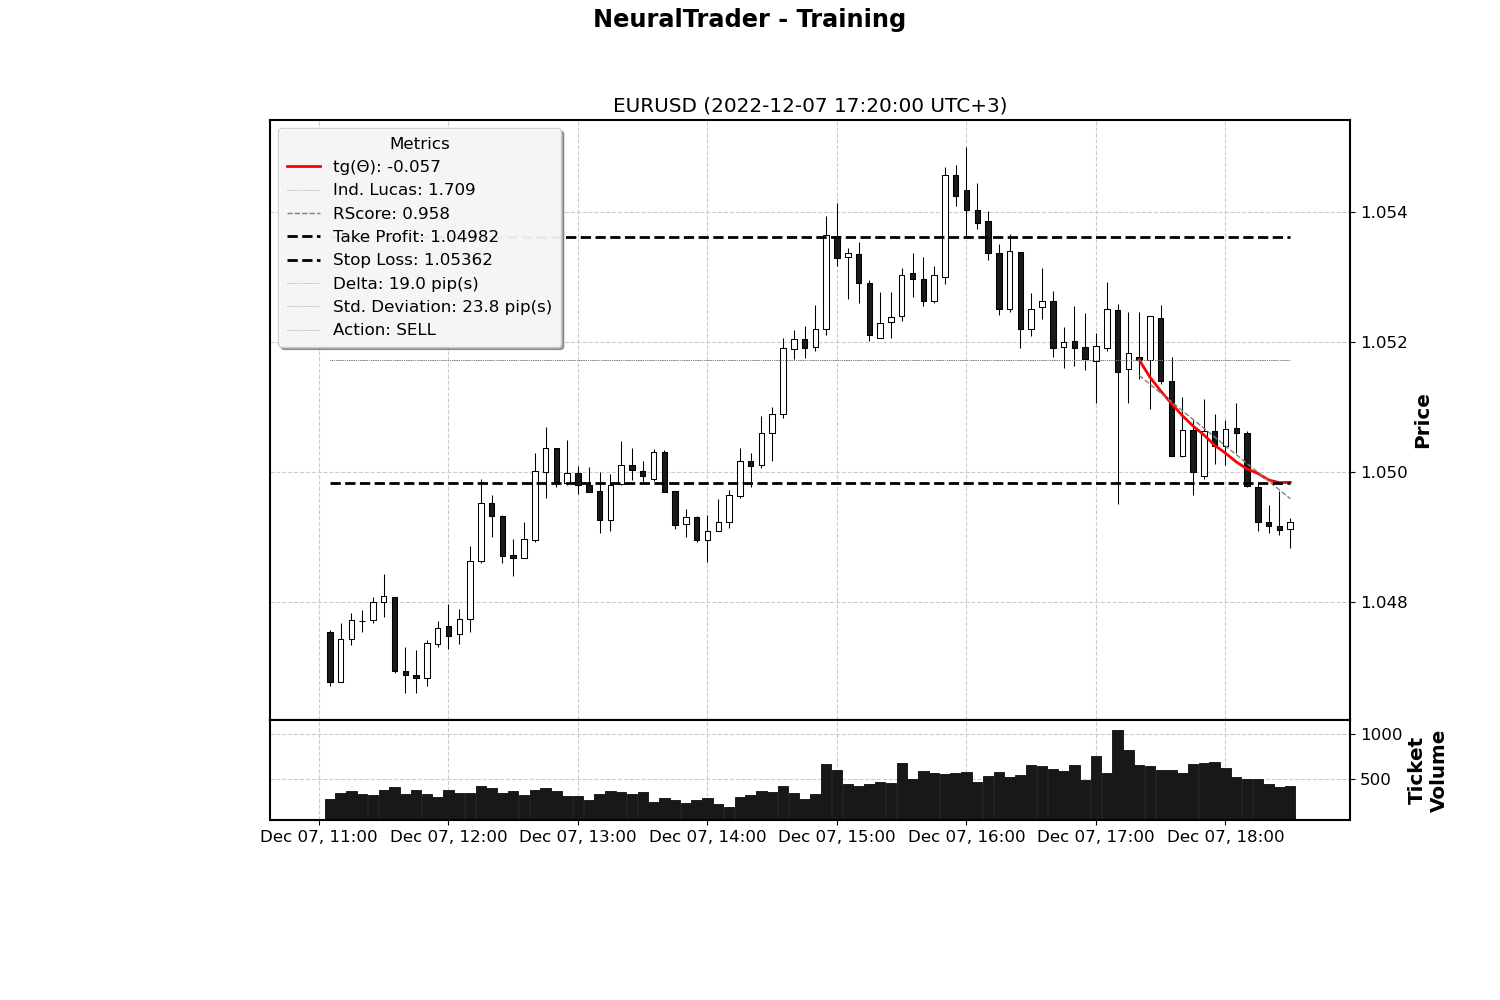 NeuralTrader - Training
EURUSD (2022-12-07 17:20:00 UTC+3)
Metrics
tg(Θ): -0.057
Ind. Lucas: 1.709
RScore: 0.958
Take Profit: 1.04982
Stop Loss: 1.05362
Delta: 19.0 pip(s)
Std. Deviation: 23.8 pip(s)
Action: SELL
1.054
1.052
1.050
1.048
Price
1000
500
Ticket
Volume
Dec 07, 11:00 Dec 07, 12:00 Dec 07, 13:00 Dec 07, 14:00 Dec 07, 15:00 Dec 07, 16:00 Dec 07, 17:00 Dec 07, 18:00